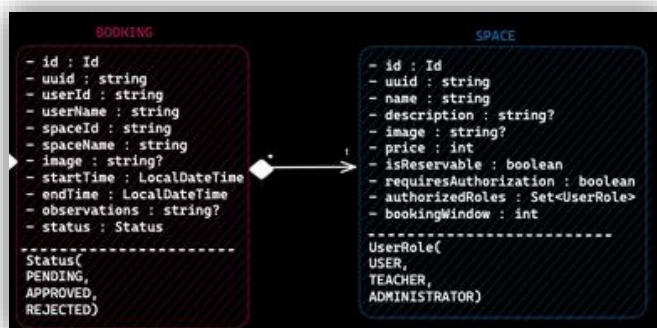 BOOKING
- id : Id
- uuid : string
- userId : string
- userName : string
- spaceId : string
- spaceName : string
- image : string?
- startTime : LocalDateTime
- endTime : LocalDateTime
- observations : string?
- status : Status
Status(
PENDING,
APPROVED,
REJECTED)
*
1
SPACE
- id : Id
- uuid : string
- name : string
- description : string?
- image : string?
- price : int
- isReservable : boolean
- requiresAuthorization : boolean
- authorizedRoles : Set<UserRole>
- bookingWindow : int
UserRole(
USER,
TEACHER,
ADMINISTRATOR)